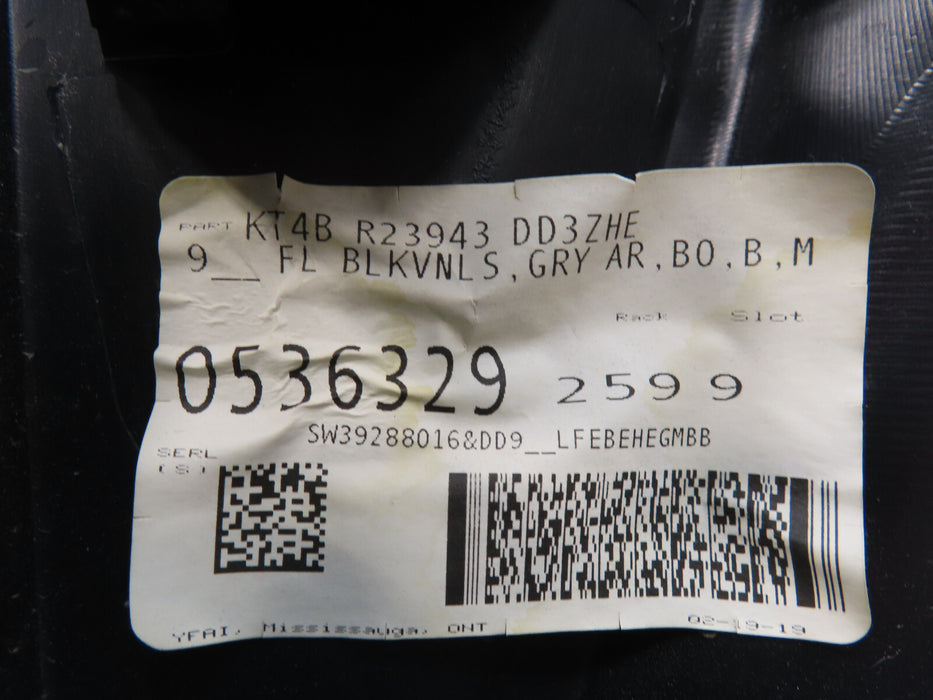 PART KT4B R23943 DD3ZHE
9__ FL BLKVNLS,GRY AR,BO,B,M
Rack Slot
0536329 2599
SW39288016&DD9__LFEBEHEGMBB
SERL
(S)
YFAI, Mississauga, ONT 02-19-19